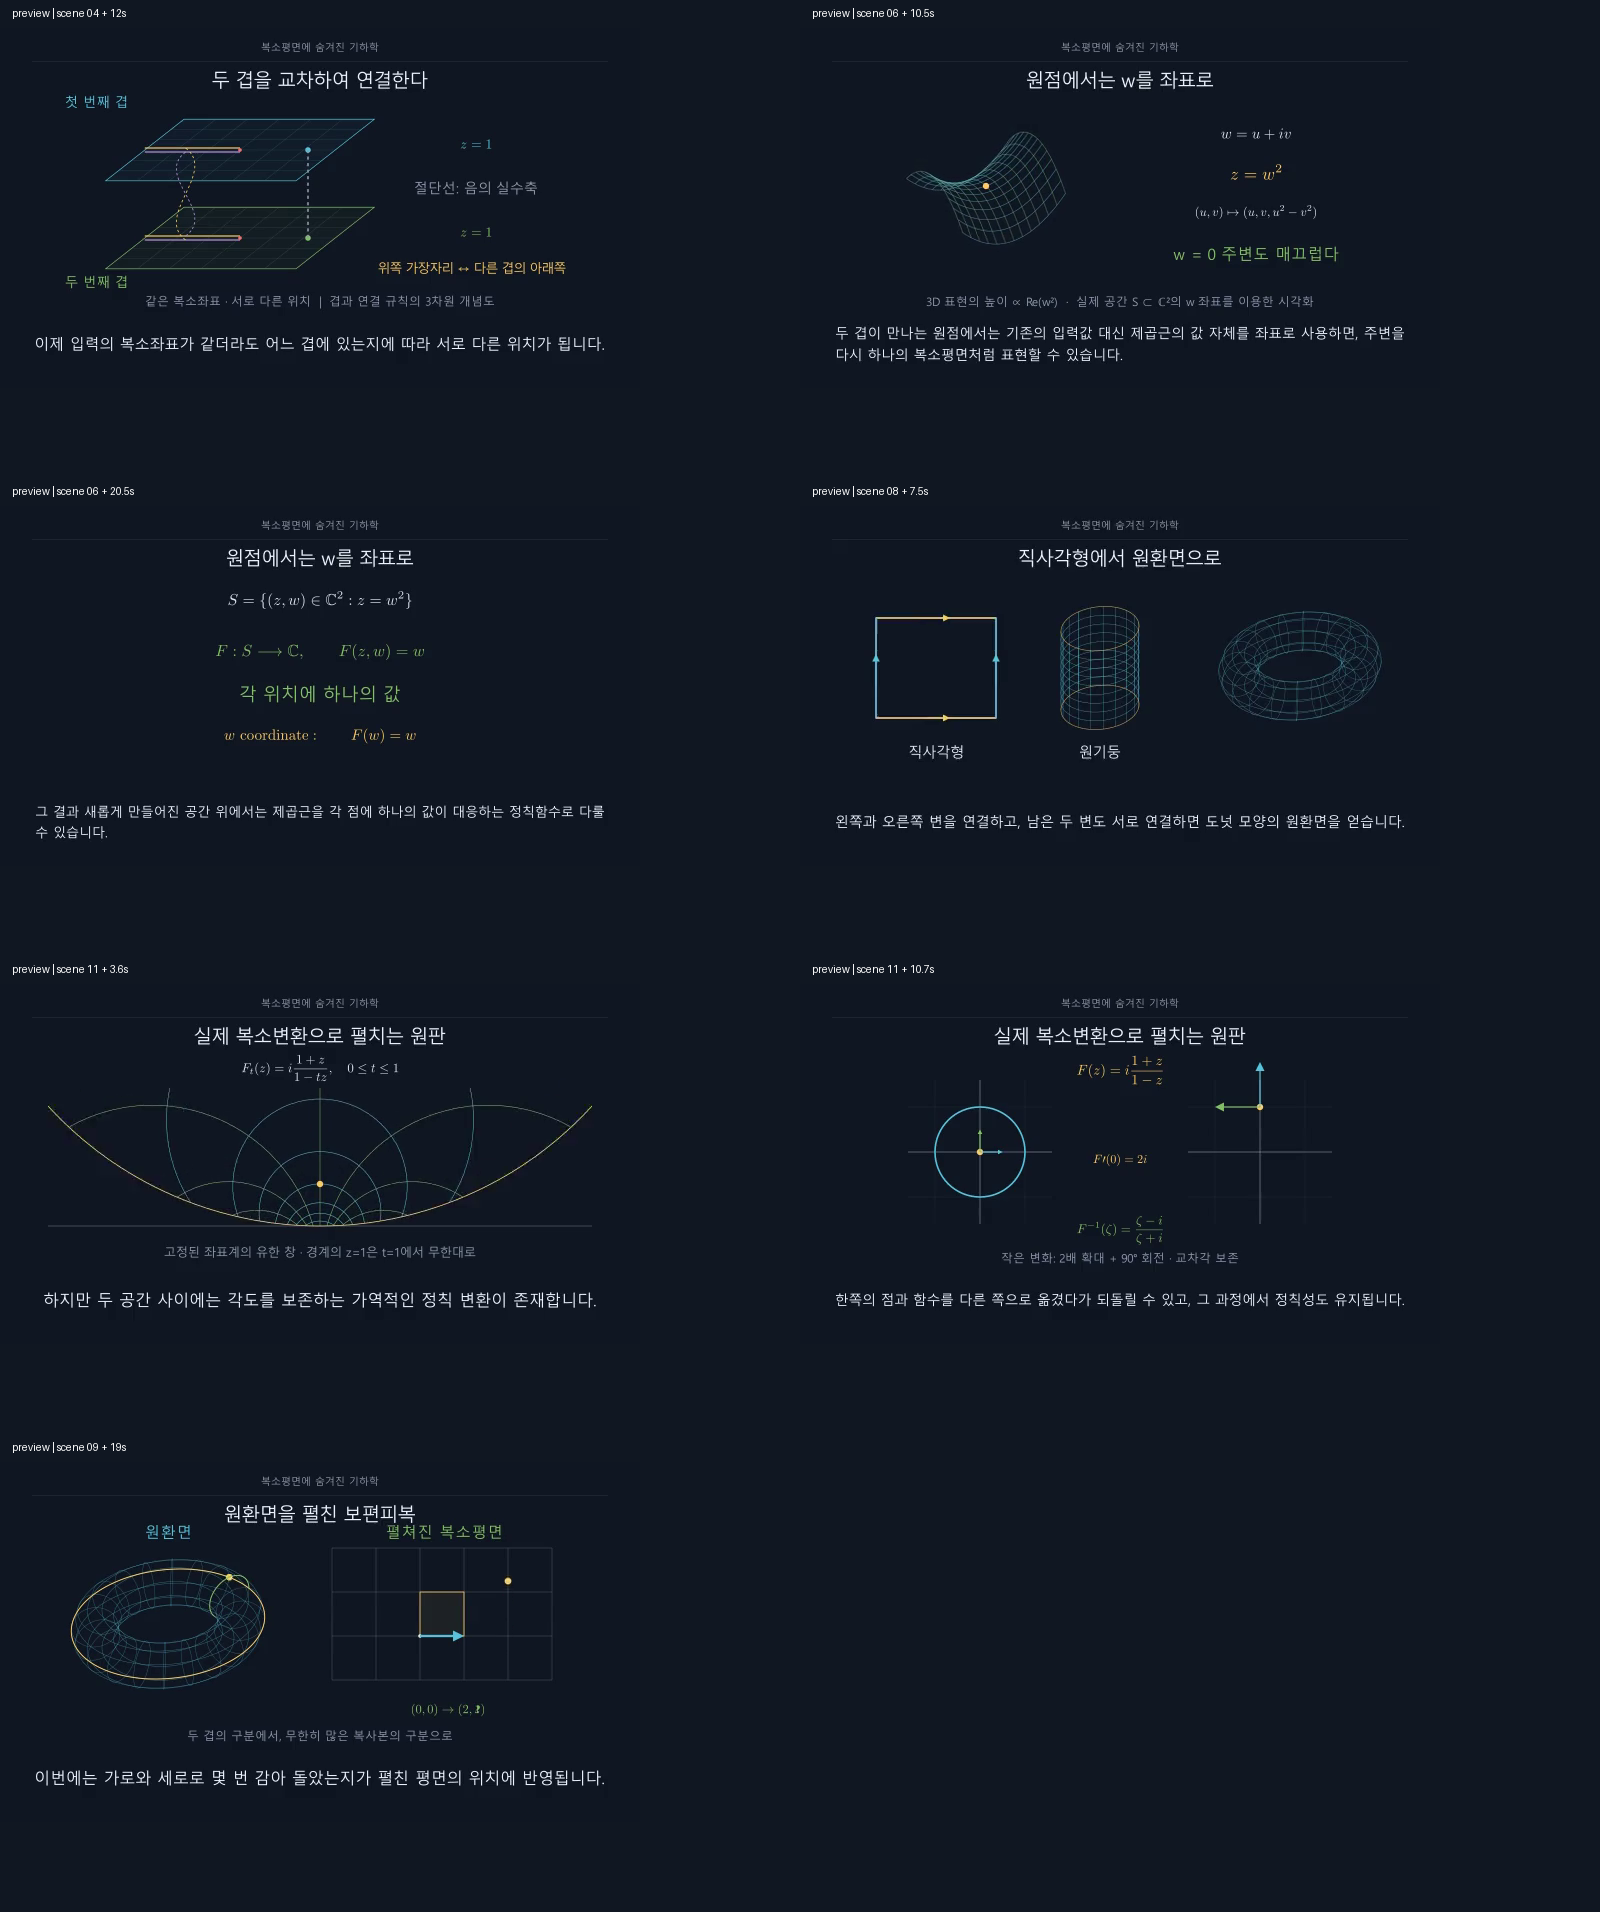 preview | scene 04 + 12s
복소평면에 숨겨진 기하학
두 겹을 교차하여 연결한다
첫 번째 겹
z = 1
절단선: 음의 실수축
z = 1
위쪽 가장자리 ↔ 다른 겹의 아래쪽
두 번째 겹
같은 복소좌표 · 서로 다른 위치 | 겹과 연결 규칙의 3차원 개념도
이제 입력의 복소좌표가 같더라도 어느 겹에 있는지에 따라 서로 다른 위치가 됩니다.
preview | scene 06 + 10.5s
복소평면에 숨겨진 기하학
원점에서는 w를 좌표로
w = u + iv
z = w²
(u, v) ↦ (u, v, u² − v²)
w = 0 주변도 매끄럽다
3D 표현의 높이 ∝ Re(w²) · 실제 공간 S ⊂ ℂ²의 w 좌표를 이용한 시각화
두 겹이 만나는 원점에서는 기존의 입력값 대신 제곱근의 값 자체를 좌표로 사용하면, 주변을
다시 하나의 복소평면처럼 표현할 수 있습니다.
preview | scene 06 + 20.5s
복소평면에 숨겨진 기하학
원점에서는 w를 좌표로
S = {(z, w) ∈ ℂ² : z = w²}
F : S ⟶ ℂ, F(z, w) = w
각 위치에 하나의 값
w coordinate : F(w) = w
그 결과 새롭게 만들어진 공간 위에서는 제곱근을 각 점에 하나의 값이 대응하는 정칙함수로 다룰
수 있습니다.
preview | scene 08 + 7.5s
복소평면에 숨겨진 기하학
직사각형에서 원환면으로
직사각형
원기둥
왼쪽과 오른쪽 변을 연결하고, 남은 두 변도 서로 연결하면 도넛 모양의 원환면을 얻습니다.
preview | scene 11 + 3.6s
복소평면에 숨겨진 기하학
실제 복소변환으로 펼치는 원판
F_t(z) = i (1 + z)/(1 − tz), 0 ≤ t ≤ 1
고정된 좌표계의 유한 창 · 경계의 z=1은 t=1에서 무한대로
하지만 두 공간 사이에는 각도를 보존하는 가역적인 정칙 변환이 존재합니다.
preview | scene 11 + 10.7s
복소평면에 숨겨진 기하학
실제 복소변환으로 펼치는 원판
F(z) = i (1 + z)/(1 − z)
F′(0) = 2i
F⁻¹(ζ) = (ζ − i)/(ζ + i)
작은 변화: 2배 확대 + 90° 회전 · 교차각 보존
한쪽의 점과 함수를 다른 쪽으로 옮겼다가 되돌릴 수 있고, 그 과정에서 정칙성도 유지됩니다.
preview | scene 09 + 19s
복소평면에 숨겨진 기하학
원환면을 펼친 보편피복
원환면
펼쳐진 복소평면
(0, 0) → (2, )
두 겹의 구분에서, 무한히 많은 복사본의 구분으로
이번에는 가로와 세로로 몇 번 감아 돌았는지가 펼친 평면의 위치에 반영됩니다.